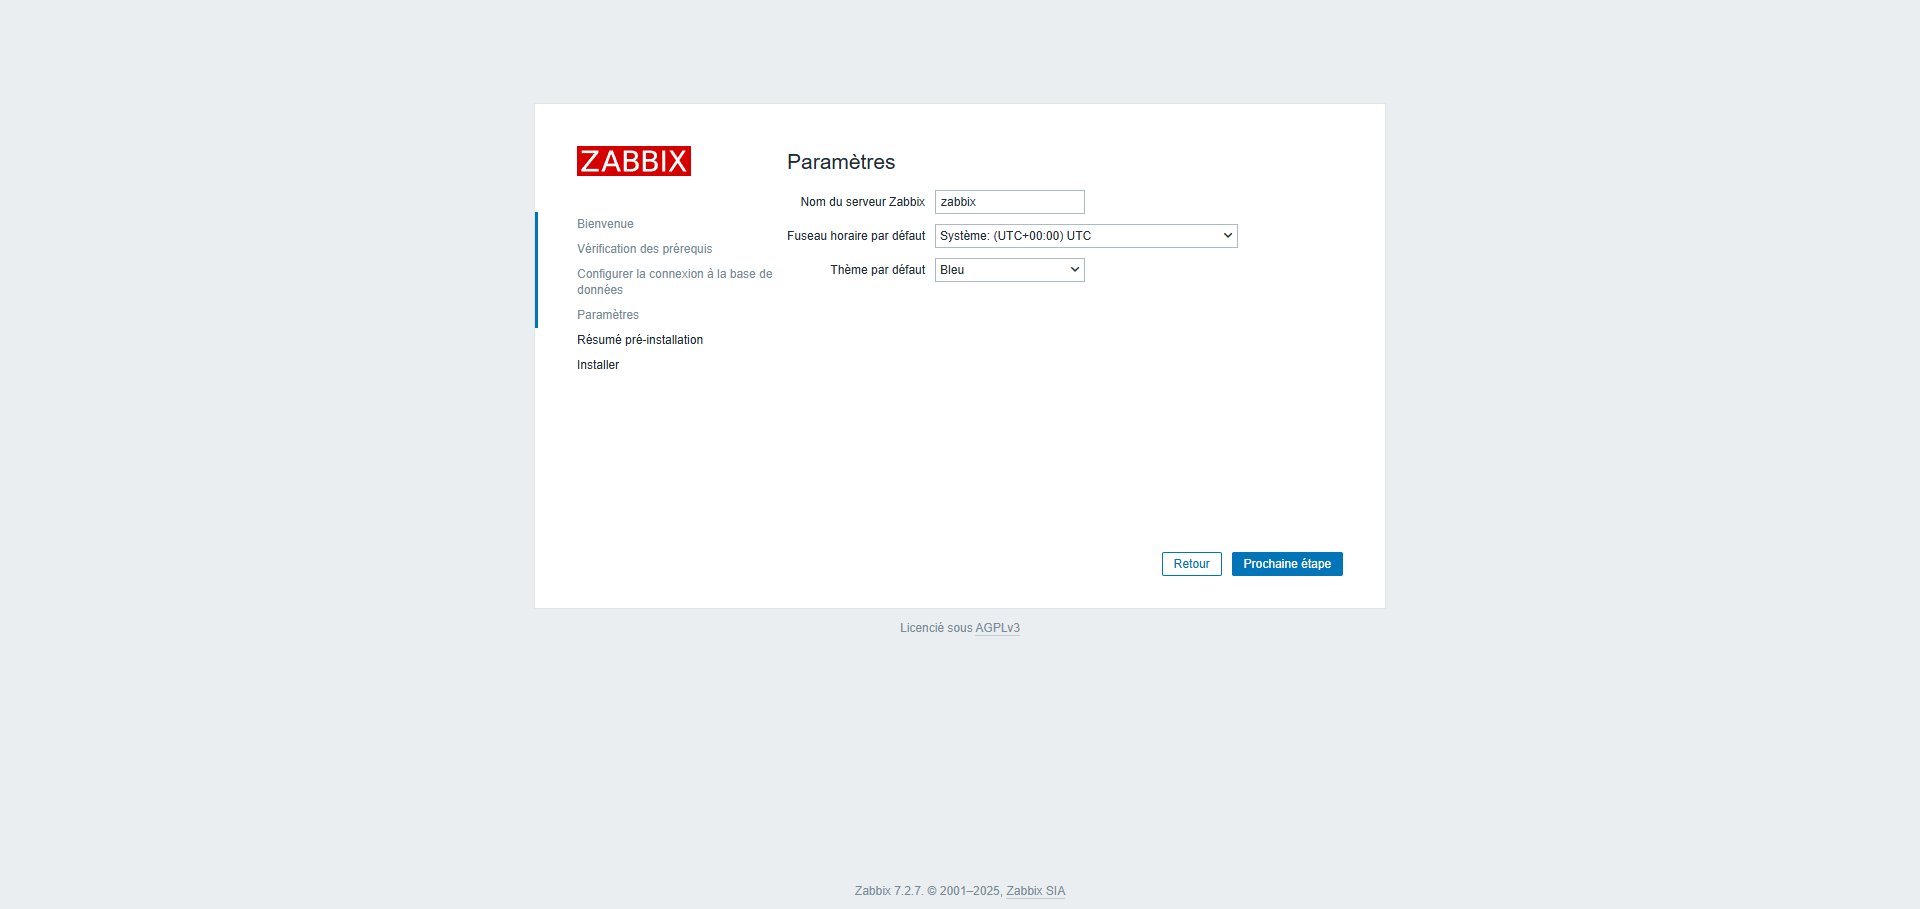 ZABBIX
Bienvenue
Vérification des prérequis
Configurer la connexion à la base de
données
Paramètres
Résumé pré-installation
Installer
Paramètres
Nom du serveur Zabbix zabbix
Fuseau horaire par défaut Système: (UTC+00:00) UTC
Thème par défaut Bleu
Retour Prochaine étape
Licencié sous AGPLv3
Zabbix 7.2.7. © 2001–2025, Zabbix SIA